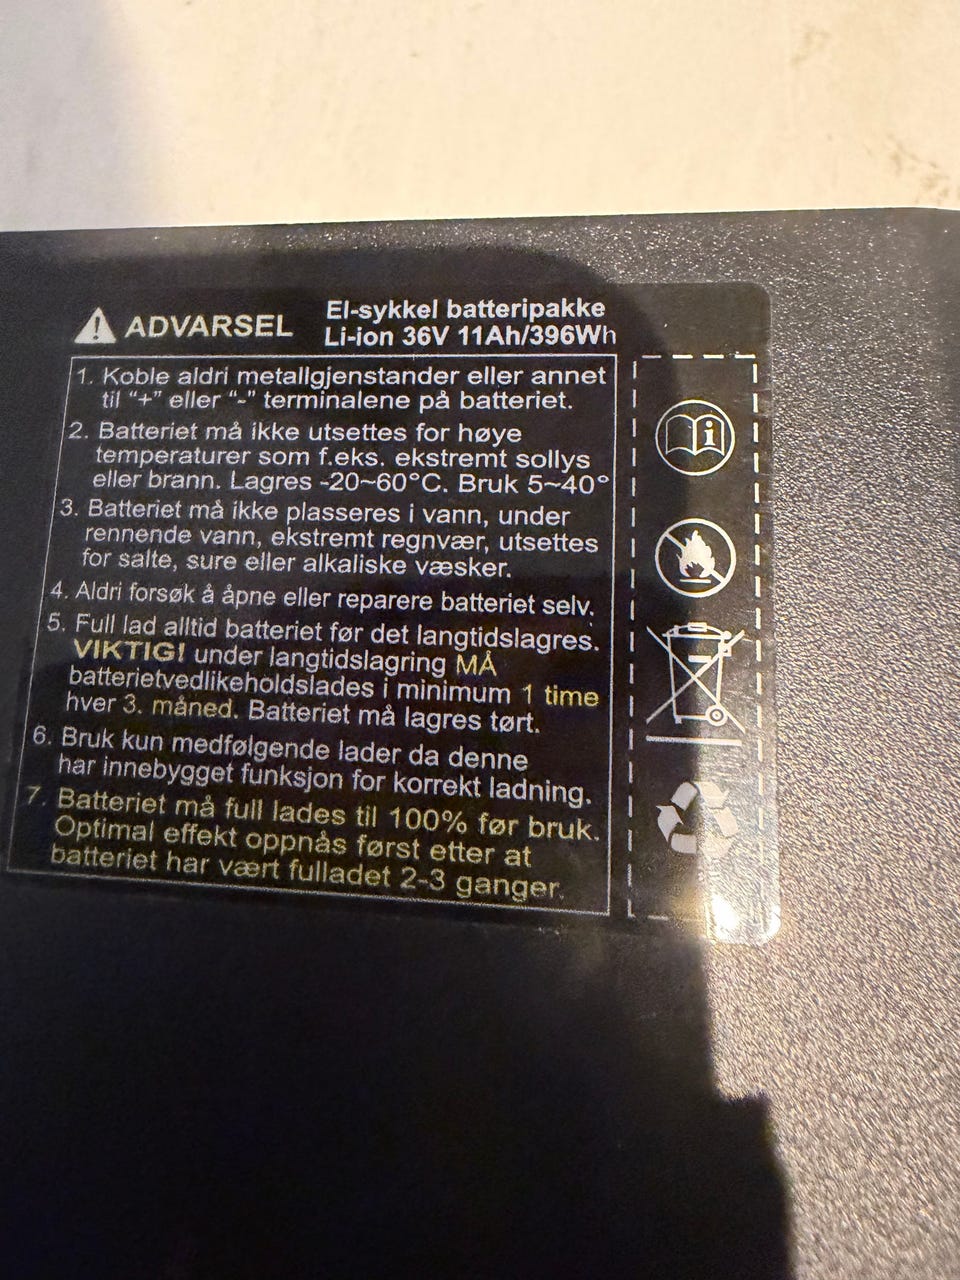 ADVARSEL
El-sykkel batteripakke
Li-ion 36V 11Ah/396Wh
1. Koble aldri metallgjenstander eller annet
til “+” eller “-” terminalene på batteriet.
2. Batteriet må ikke utsettes for høye
temperaturer som f.eks. ekstremt sollys
eller brann. Lagres -20~60°C. Bruk 5~40°
3. Batteriet må ikke plasseres i vann, under
rennende vann, ekstremt regnvær, utsettes
for salte, sure eller alkaliske væsker.
4. Aldri forsøk å åpne eller reparere batteriet selv.
5. Full lad alltid batteriet før det langtidslagres.
VIKTIG! under langtidslagring MÅ
batterietvedlikeholdslades i minimum 1 time
hver 3. måned. Batteriet må lagres tørt.
6. Bruk kun medfølgende lader da denne
har innebygget funksjon for korrekt ladning.
7. Batteriet må full lades til 100% før bruk.
Optimal effekt oppnås først etter at
batteriet har vært fulladet 2-3 ganger.